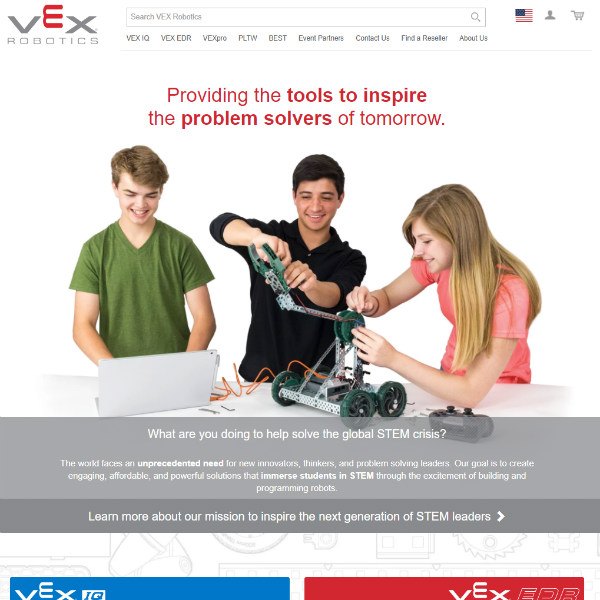 VEX
ROBOTICS
Search VEX Robotics
VEX IQ VEX EDR VEXpro PLTW BEST Event Partners Contact Us Find a Reseller About Us
Providing the tools to inspire
the problem solvers of tomorrow.
What are you doing to help solve the global STEM crisis?
The world faces an unprecedented need for new innovators, thinkers, and problem solving leaders. Our goal is to create
engaging, affordable, and powerful solutions that immerse students in STEM through the excitement of building and
programming robots.
Learn more about our mission to inspire the next generation of STEM leaders
VEX IQ
VEX EDR